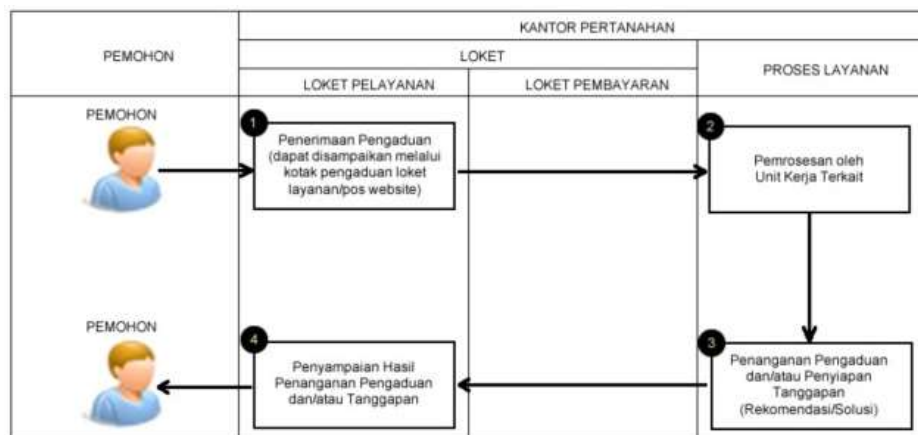 PEMOHON
KANTOR PERTANAHAN
LOKET
PROSES LAYANAN
LOKET PELAYANAN
LOKET PEMBAYARAN
PEMOHON
1
Penerimaan Pengaduan
(dapat disampaikan melalui
kotak pengaduan loket
layanan/pos website)
2
Pemrosesan oleh
Unit Kerja Terkait
3
Penanganan Pengaduan
dan/atau Penyiapan
Tanggapan
(Rekomendasi/Solusi)
4
Penyampaian Hasil
Penanganan Pengaduan
dan/atau Tanggapan
PEMOHON